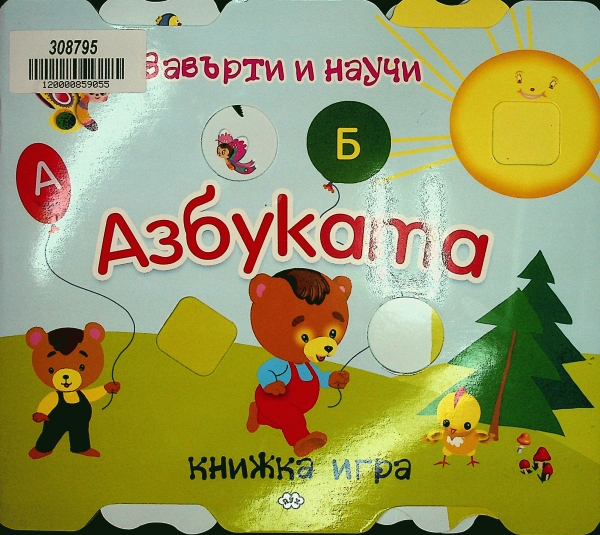 308795
120000859055
Завърти и научи
А
Б
Азбуката
книжка игра